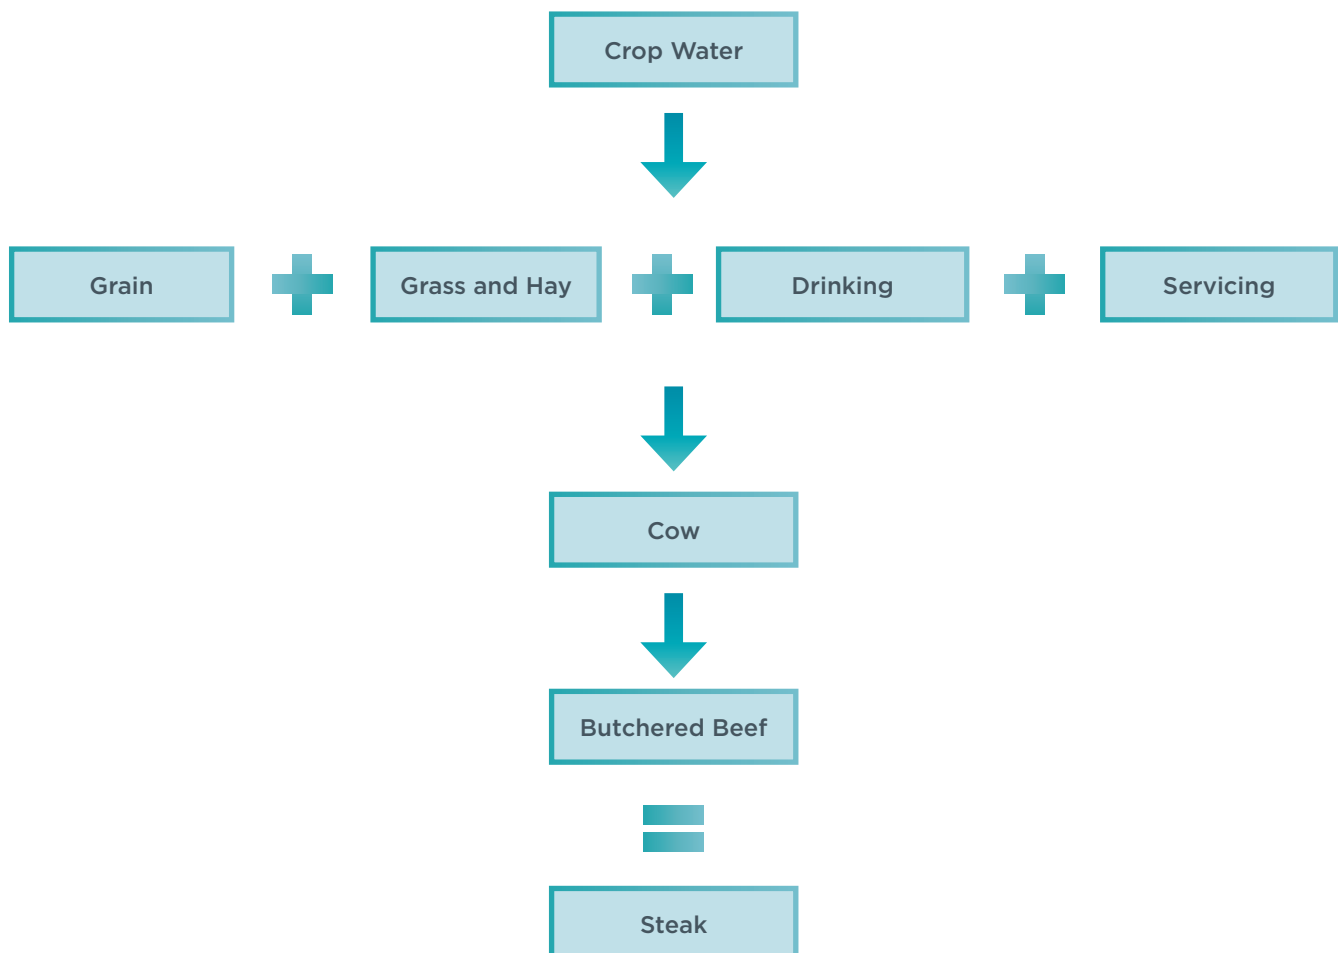 Crop Water
Grain
Grass and Hay
Drinking
Servicing
Cow
Butchered Beef
Steak